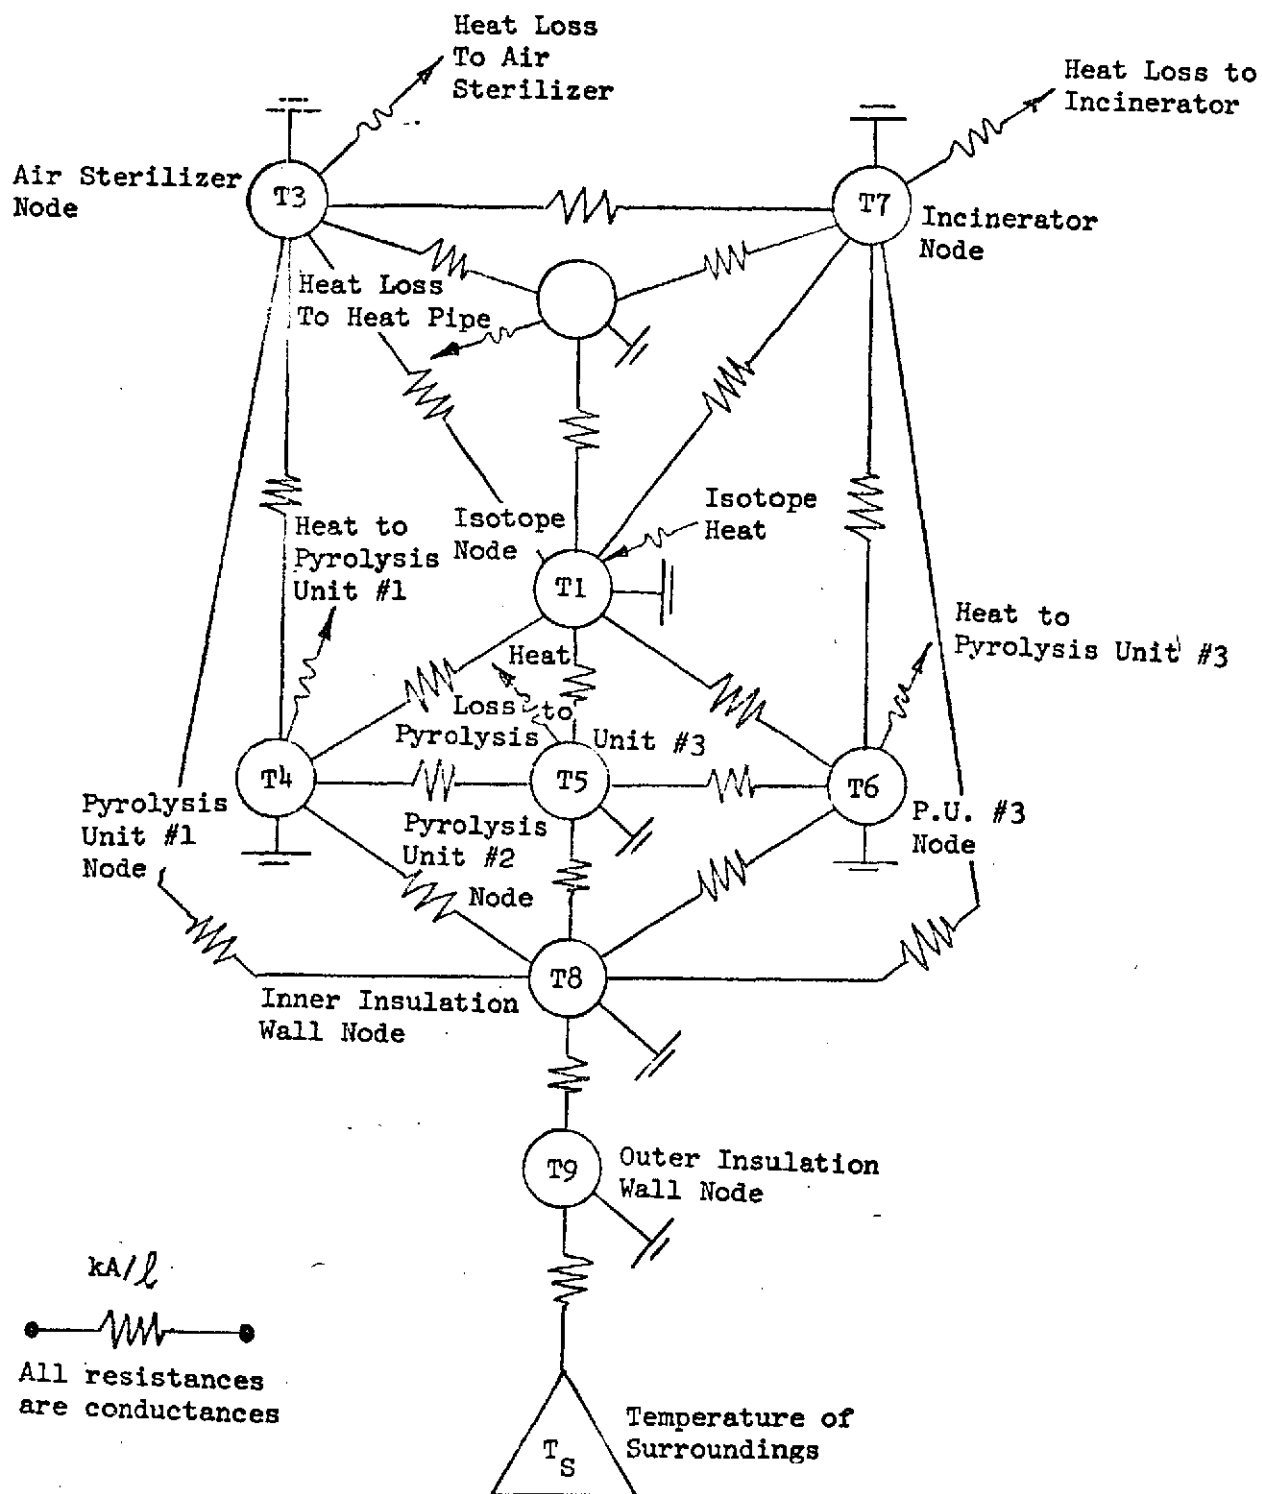 Heat Loss
To Air
Sterilizer
Heat Loss to
Incinerator
Air Sterilizer
Node
T3
T7
Incinerator
Node
Heat Loss
To Heat Pipe
Isotope
Node
Isotope
Heat
Heat to
Pyrolysis
Unit #1
T1
Heat to
Pyrolysis Unit #3
Heat
Loss to
Pyrolysis Unit #3
T4
T5
T6
Pyrolysis
Unit #1
Node
Pyrolysis
Unit #2
Node
P.U. #3
Node
T8
Inner Insulation
Wall Node
T9
Outer Insulation
Wall Node
kA/l
All resistances
are conductances
TS
Temperature of
Surroundings